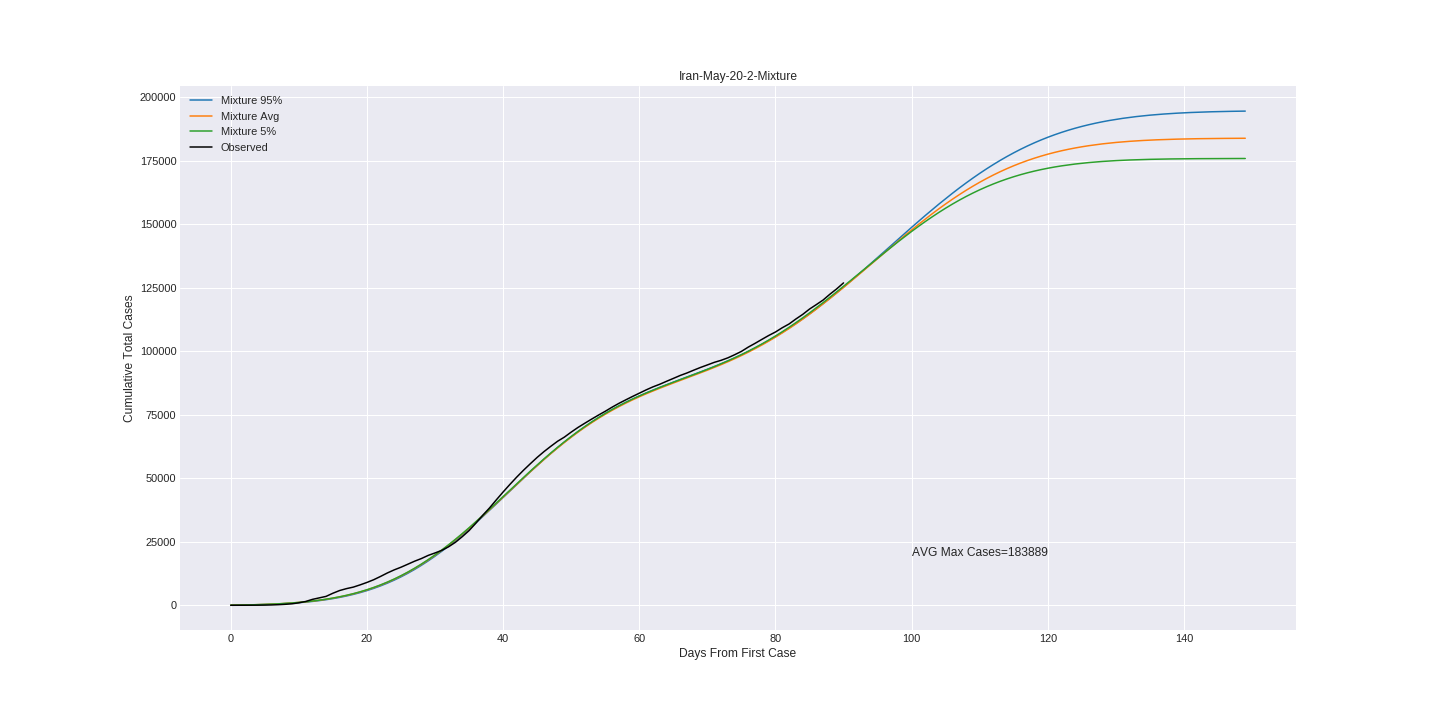 Iran-May-20-2-Mixture
Mixture 95%
Mixture Avg
Mixture 5%
Observed
200000
175000
150000
125000
100000
75000
50000
25000
0
Cumulative Total Cases
AVG Max Cases=183889
0 20 40 60 80 100 120 140
Days From First Case